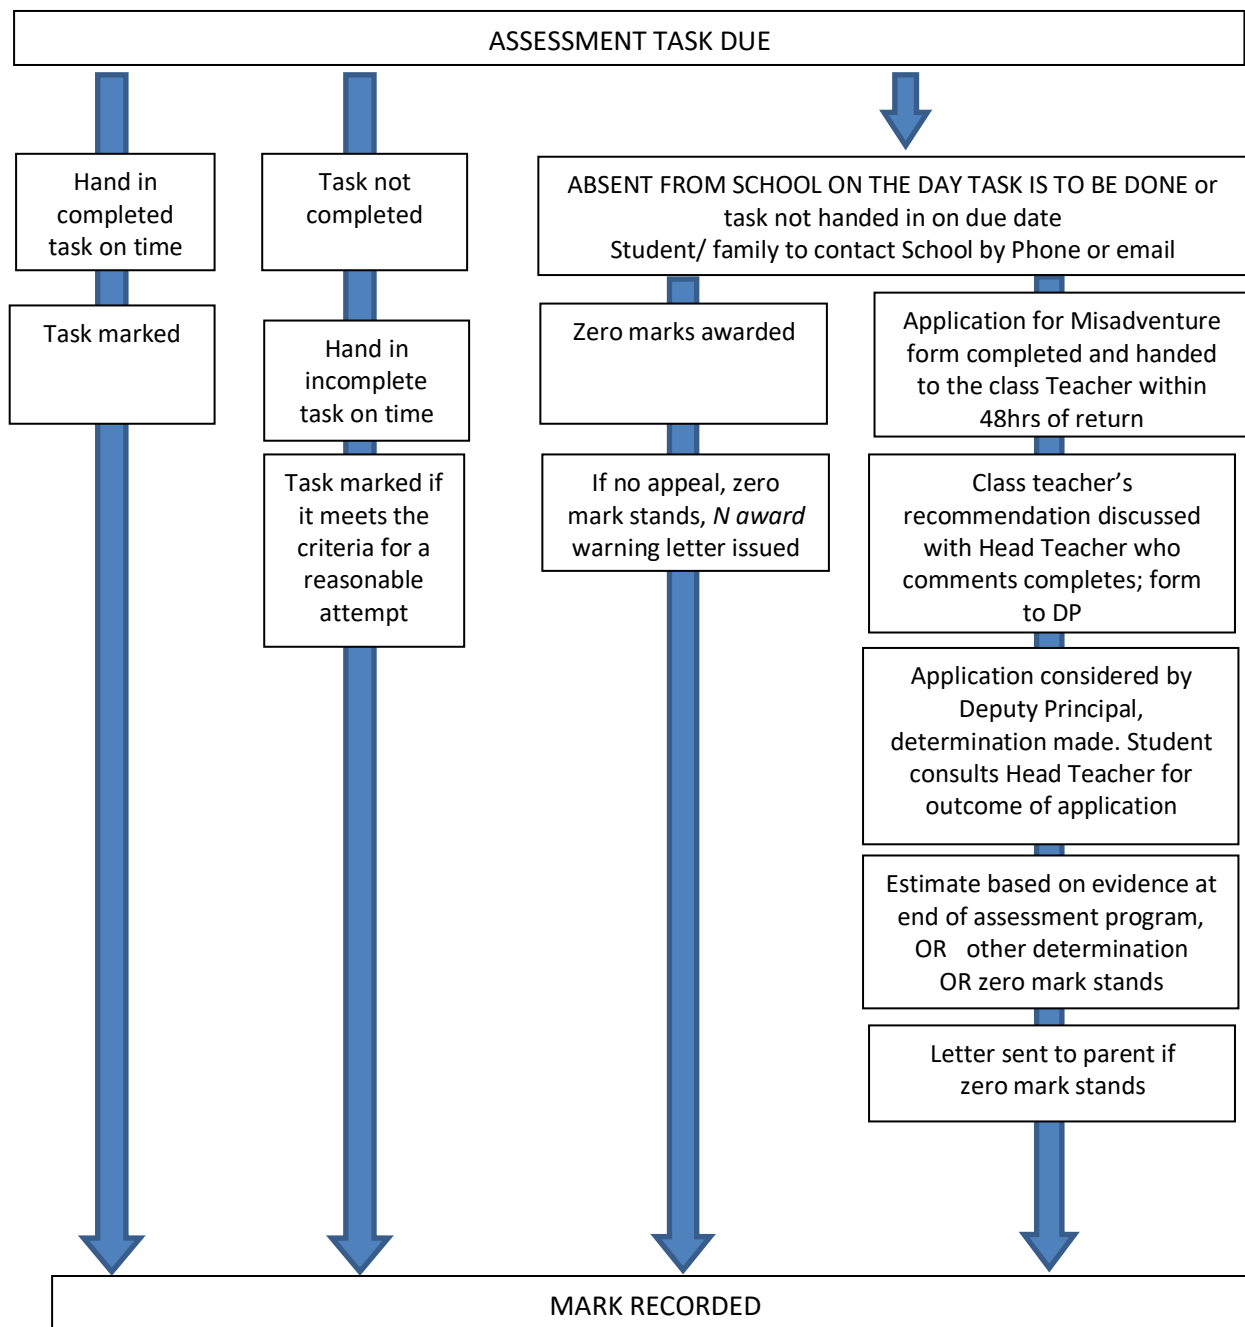 ASSESSMENT TASK DUE
Hand in
completed
task on time
Task marked
Task not
completed
Hand in
incomplete
task on time
Task marked if
it meets the
criteria for a
reasonable
attempt
ABSENT FROM SCHOOL ON THE DAY TASK IS TO BE DONE or
task not handed in on due date
Student/ family to contact School by Phone or email
Zero marks awarded
If no appeal, zero
mark stands, N award
warning letter issued
Application for Misadventure
form completed and handed
to the class Teacher within
48hrs of return
Class teacher’s
recommendation discussed
with Head Teacher who
comments completes; form
to DP
Application considered by
Deputy Principal,
determination made. Student
consults Head Teacher for
outcome of application
Estimate based on evidence at
end of assessment program,
OR other determination
OR zero mark stands
Letter sent to parent if
zero mark stands
MARK RECORDED